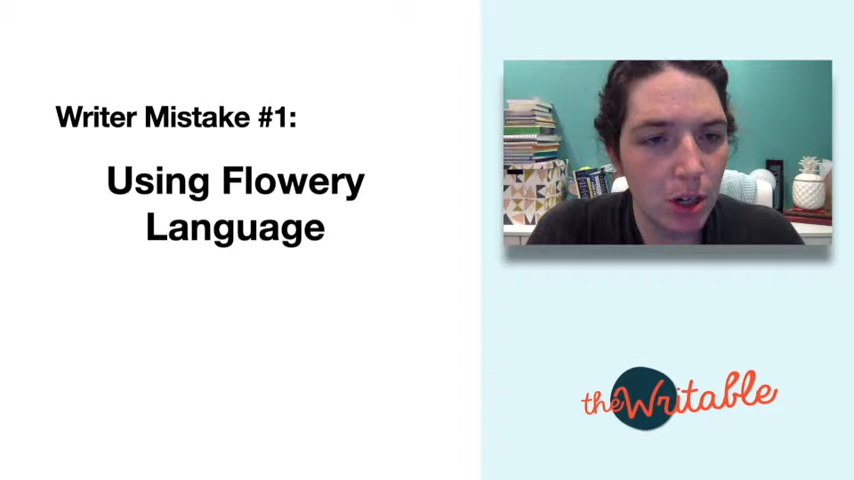 Writer Mistake #1:
Using Flowery
Language
theWritable